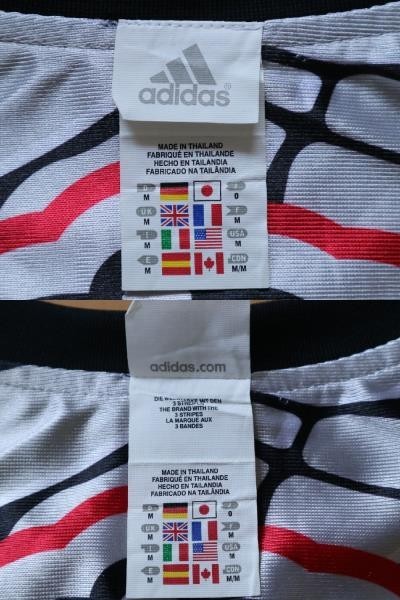 adidas®
MADE IN THAILAND
FABRIQUÉ EN THAÏLANDE
HECHO EN TAILANDIA
FABRICADO NA TAILÂNDIA
D J
M O
UK F
M M
I USA
M M
E CDN
M M/M
adidas.com
3 STREIFEN
THE BRAND WITH THE
3 STRIPES
LA MARQUE AUX
3 BANDES
MADE IN THAILAND
FABRIQUÉ EN THAÏLANDE
HECHO EN TAILANDIA
FABRICADO NA TAILÂNDIA
D J
M O
UK F
M M
I USA
M M
E CDN
M M/M